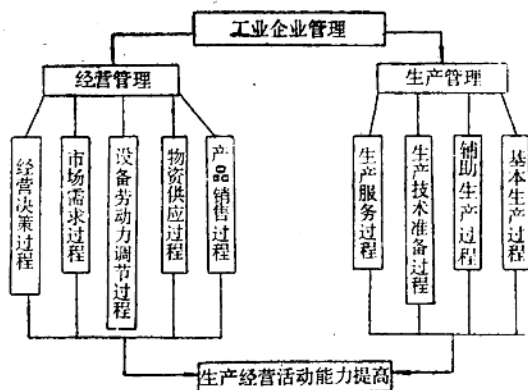 工业企业管理
经营管理
生产管理
经营决策过程
市场需求过程
设备劳动力调节过程
物资供应过程
产品销售过程
生产服务过程
生产技术准备过程
辅助生产过程
基本生产过程
生产经营活动能力提高